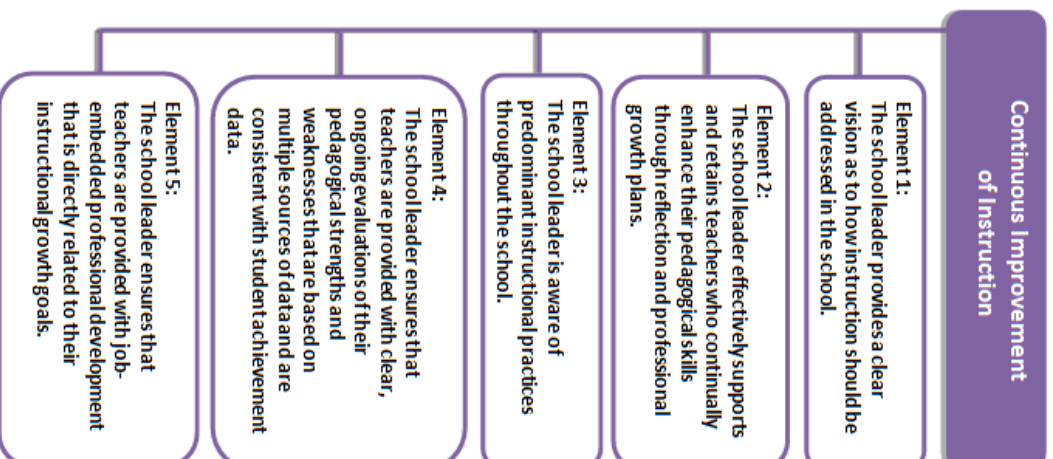 Continuous Improvement
of Instruction
Element 1:
The school leader provides a clear
vision as to how instruction should be
addressed in the school.
Element 2:
The school leader effectively supports
and retains teachers who continually
enhance their pedagogical skills
through reflection and professional
growth plans.
Element 3:
The school leader is aware of
predominant instructional practices
throughout the school.
Element 4:
The school leader ensures that
teachers are provided with clear,
ongoing evaluations of their
pedagogical strengths and
weaknesses that are based on
multiple sources of data and are
consistent with student achievement
data.
Element 5:
The school leader ensures that
teachers are provided with job-
embedded professional development
that is directly related to their
instructional growth goals.